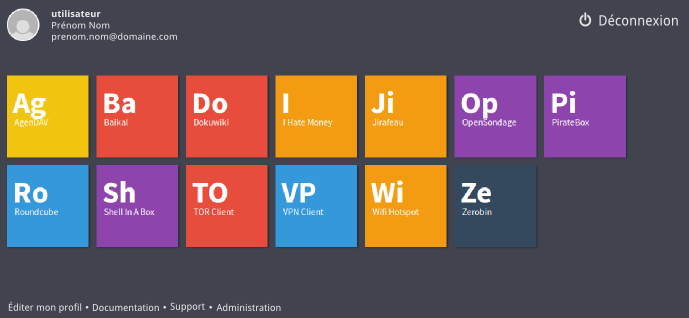 utilisateur
Prénom Nom
prenom.nom@domaine.com
Déconnexion
Ag
AgenDAV
Ba
Baikal
Do
Dokuwiki
I
I Hate Money
Ji
Jirafeau
Op
OpenSondage
Pi
PirateBox
Ro
Roundcube
Sh
Shell In A Box
TO
TOR Client
VP
VPN Client
Wi
Wifi Hotspot
Ze
Zerobin
Éditer mon profil • Documentation • Support • Administration